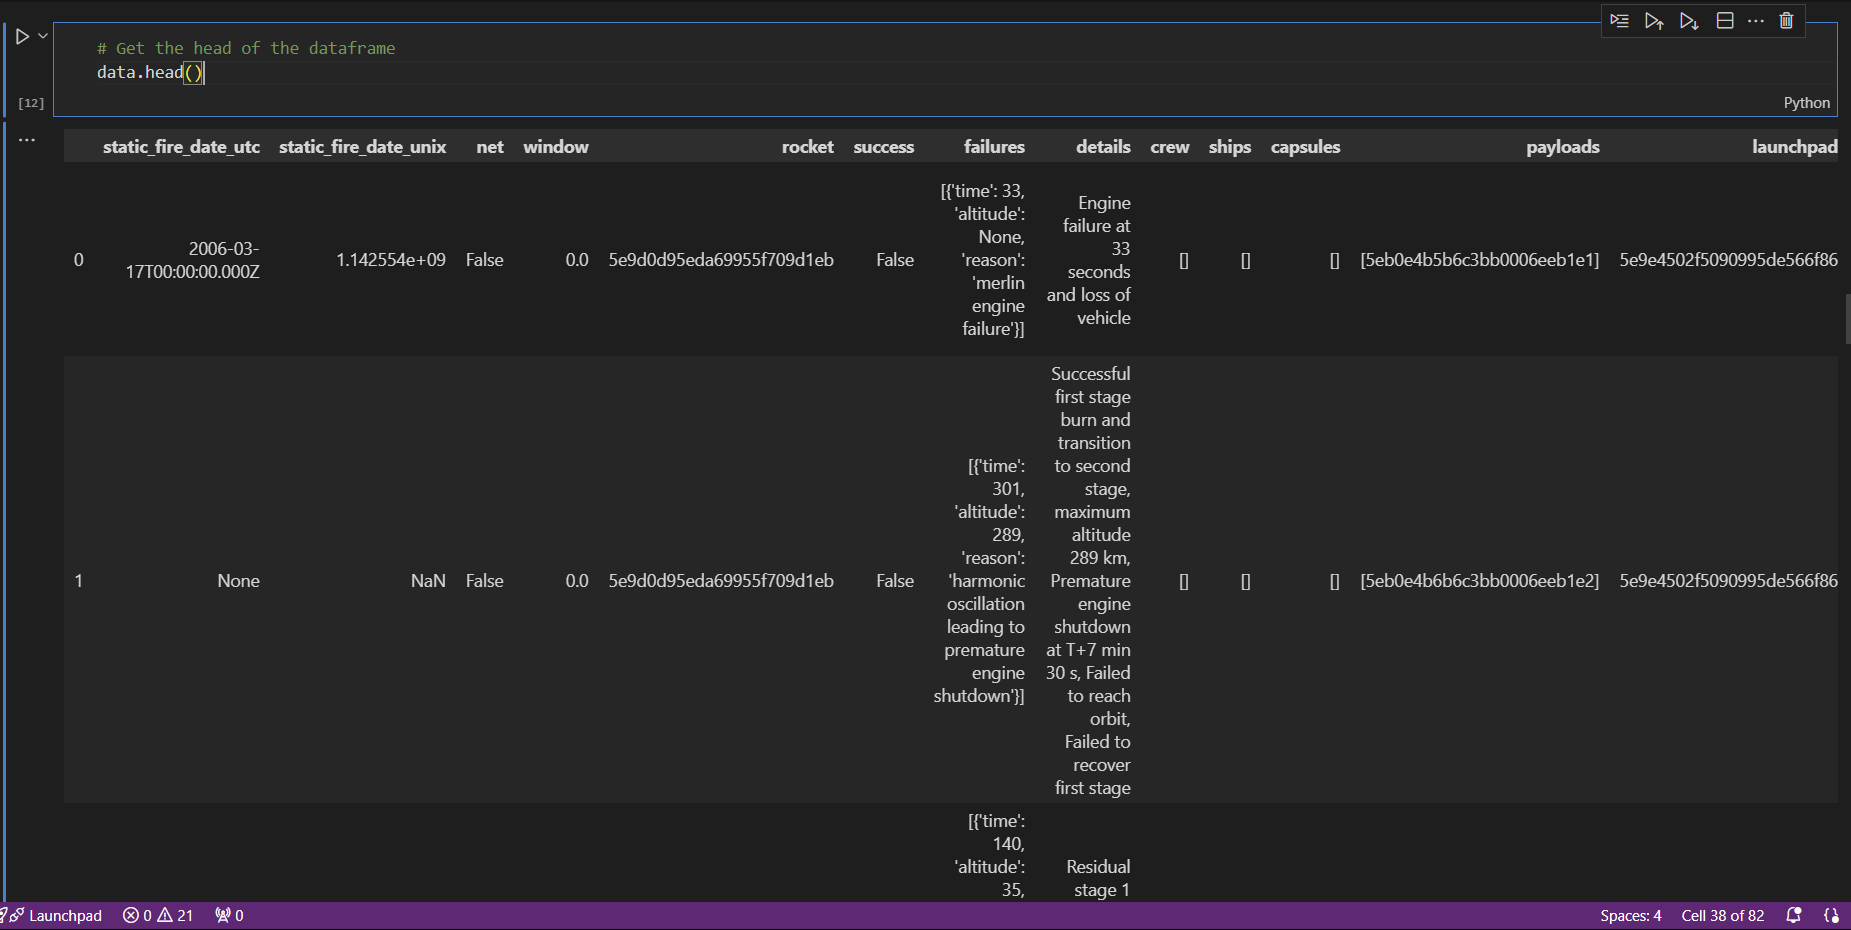 # Get the head of the dataframe
data.head()
[12]
Python
static_fire_date_utc static_fire_date_unix net window rocket success failures details crew ships capsules payloads launchpad
0 2006-03-17T00:00:00.000Z 1.142554e+09 False 0.0 5e9d0d95eda69955f709d1eb False [{'time': 33, 'altitude': None, 'reason': 'merlin engine failure'}] Engine failure at 33 seconds and loss of vehicle [] [] [] [5eb0e4b5b6c3bb0006eeb1e1] 5e9e4502f5090995de566f86
1 None NaN False 0.0 5e9d0d95eda69955f709d1eb False [{'time': 301, 'altitude': 289, 'reason': 'harmonic oscillation leading to premature engine shutdown'}] Successful first stage burn and transition to second stage, maximum altitude 289 km, Premature engine shutdown at T+7 min 30 s, Failed to reach orbit, Failed to recover first stage [] [] [] [5eb0e4b6b6c3bb0006eeb1e2] 5e9e4502f5090995de566f86
[{'time': 140, 'altitude': 35, Residual stage 1
Launchpad 0 21 0 Spaces: 4 Cell 38 of 82